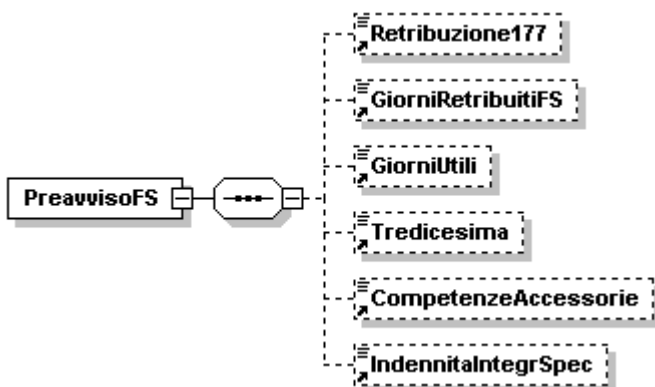 Retribuzione177
GiorniRetribuitiFS
GiorniUtili
PreavvisoFS
Tredicesima
CompetenzeAccessorie
IndennitaIntegrSpec